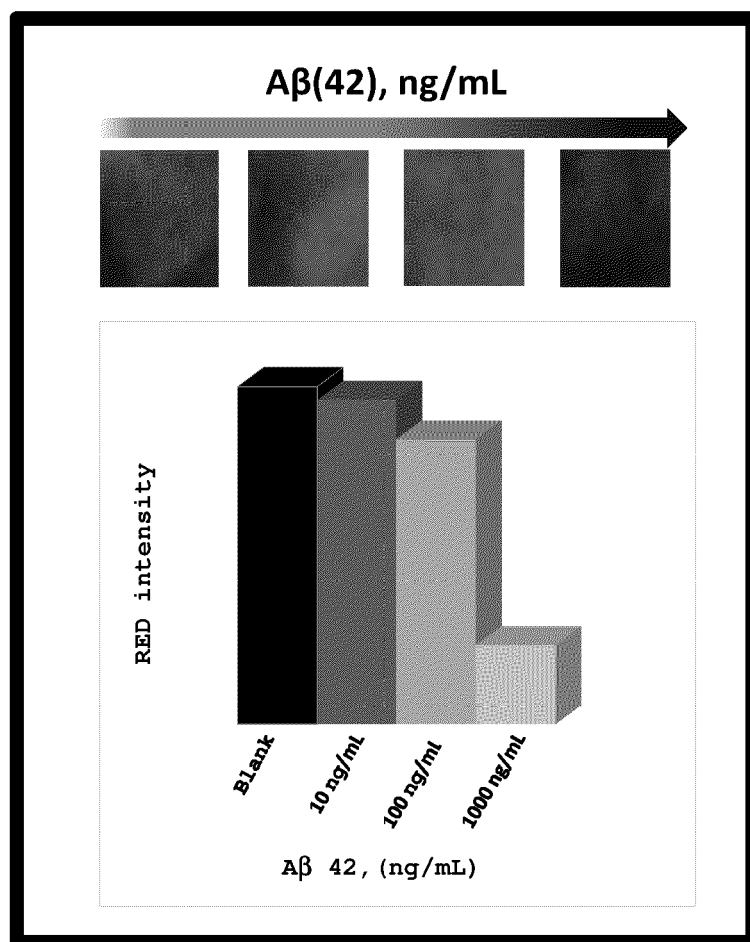 Aβ(42), ng/mL
RED intensity
Blank
10 ng/mL
100 ng/mL
1000 ng/mL
Aβ 42, (ng/mL)